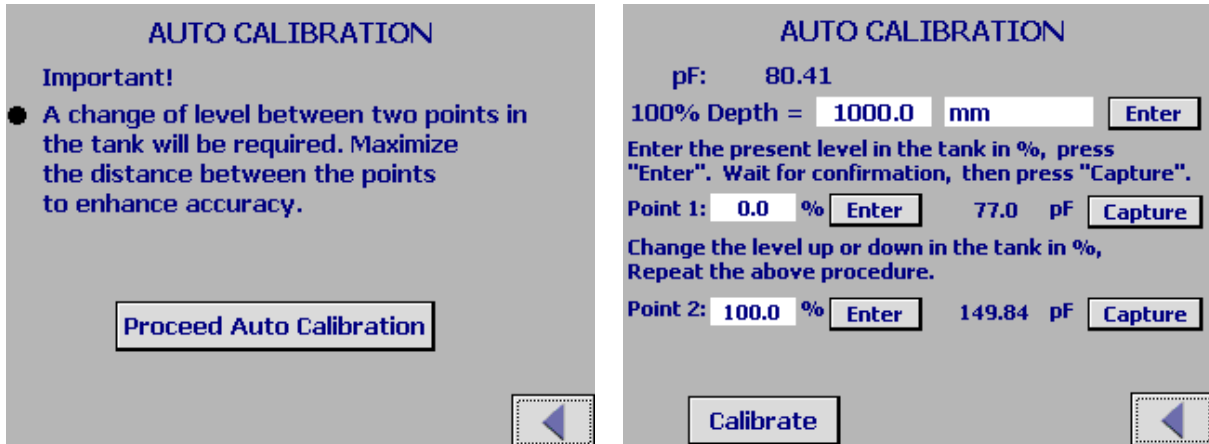 AUTO CALIBRATION
Important!
A change of level between two points in
the tank will be required. Maximize
the distance between the points
to enhance accuracy.
Proceed Auto Calibration
AUTO CALIBRATION
pF: 80.41
100% Depth = 1000.0 mm Enter
Enter the present level in the tank in %, press
"Enter". Wait for confirmation, then press "Capture".
Point 1: 0.0 % Enter 77.0 pF Capture
Change the level up or down in the tank in %,
Repeat the above procedure.
Point 2: 100.0 % Enter 149.84 pF Capture
Calibrate